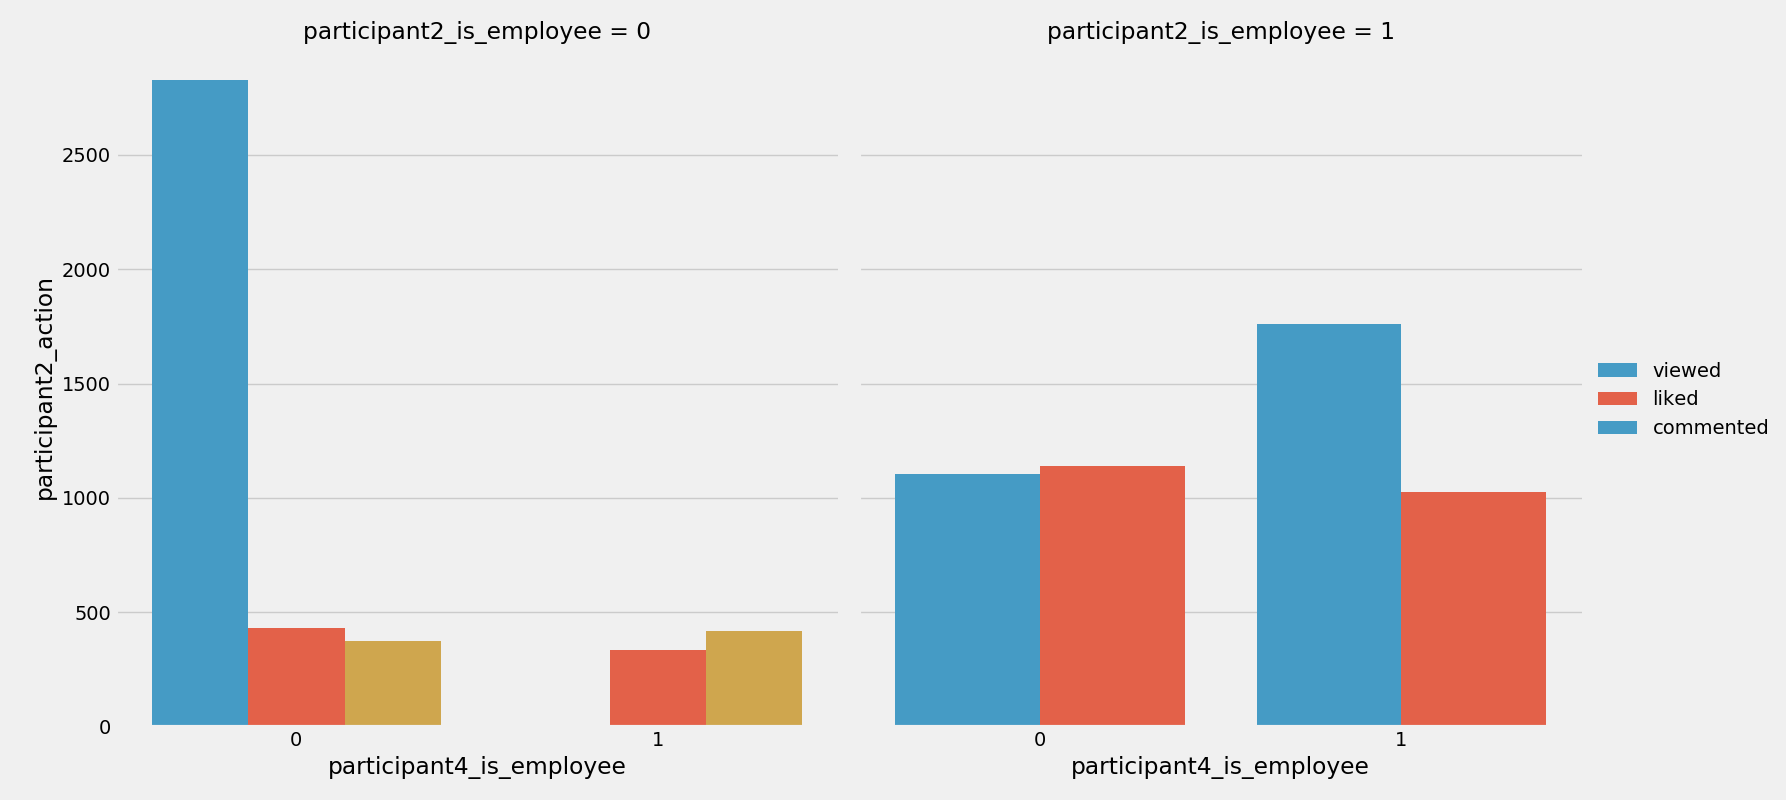 participant2_is_employee = 0
participant2_is_employee = 1
participant2_action
2500
2000
1500
1000
500
0
0
1
0
1
participant4_is_employee
participant4_is_employee
viewed
liked
commented